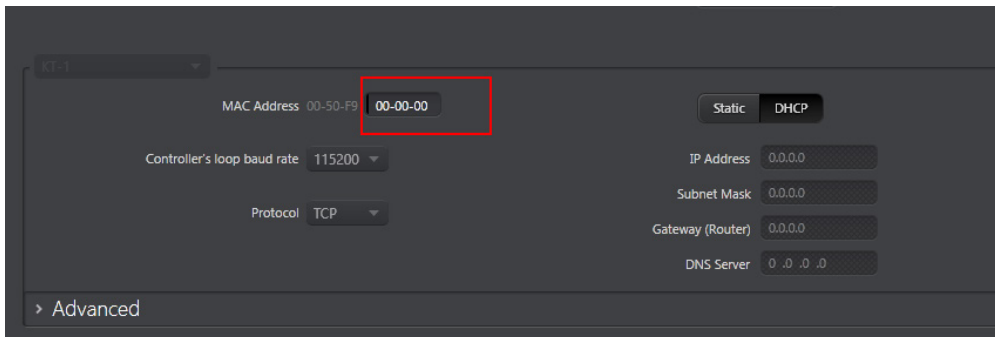 KT-1
MAC Address 00-50-F9 00-00-00
Static DHCP
Controller's loop baud rate 115200
IP Address 0.0.0.0
Subnet Mask 0.0.0.0
Protocol TCP
Gateway (Router) 0.0.0.0
DNS Server 0 .0 .0 .0
> Advanced